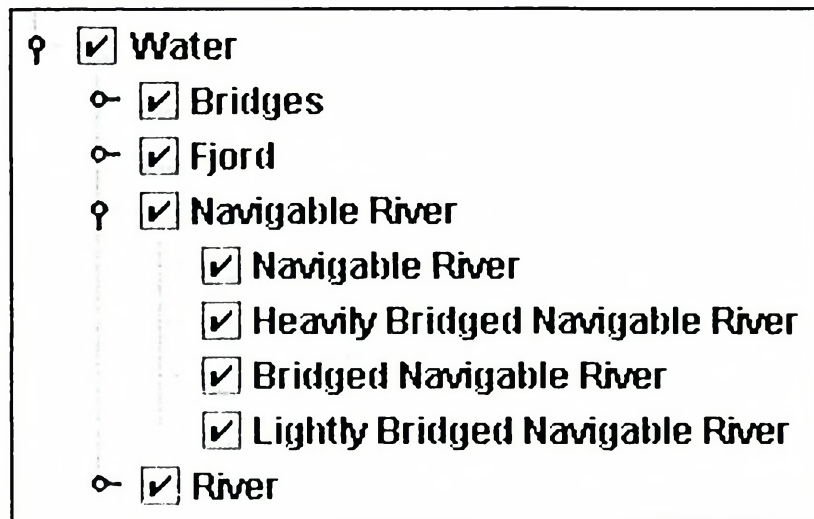 Water
Bridges
Fjord
Navigable River
Navigable River
Heavily Bridged Navigable River
Bridged Navigable River
Lightly Bridged Navigable River
River